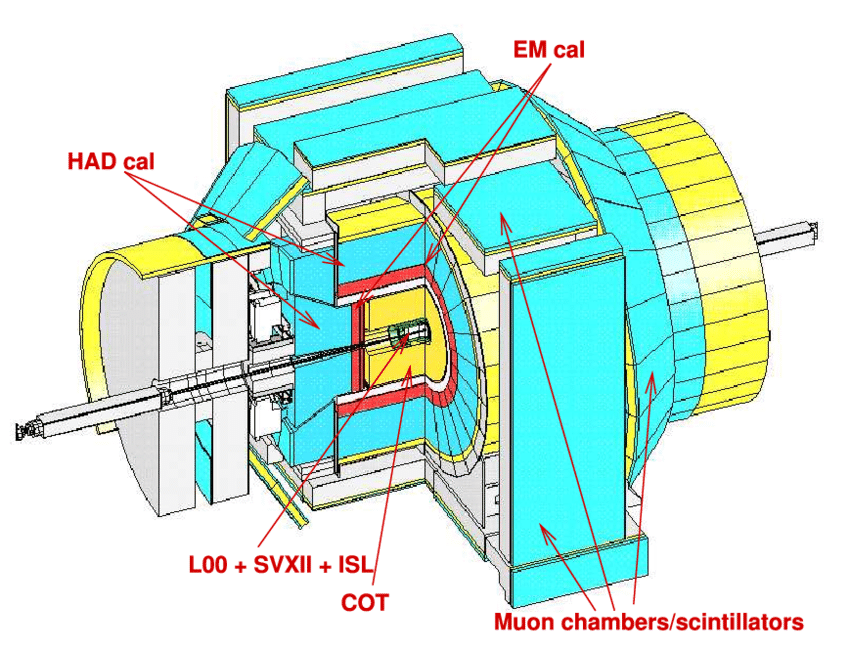 EM cal
HAD cal
L00 + SVXII + ISL
COT
Muon chambers/scintillators